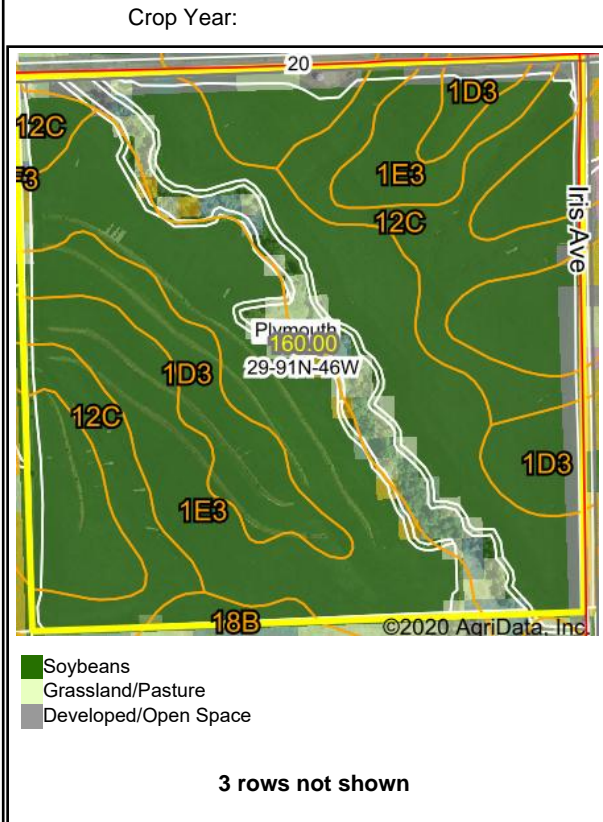 Crop Year:
20
1D3
12C
E3
1E3
12C
Iris Ave
Plymouth
160.00
29-91N-46W
1D3
12C
1D3
1E3
18B
©2020 AgriData, Inc.
Soybeans
Grassland/Pasture
Developed/Open Space
3 rows not shown